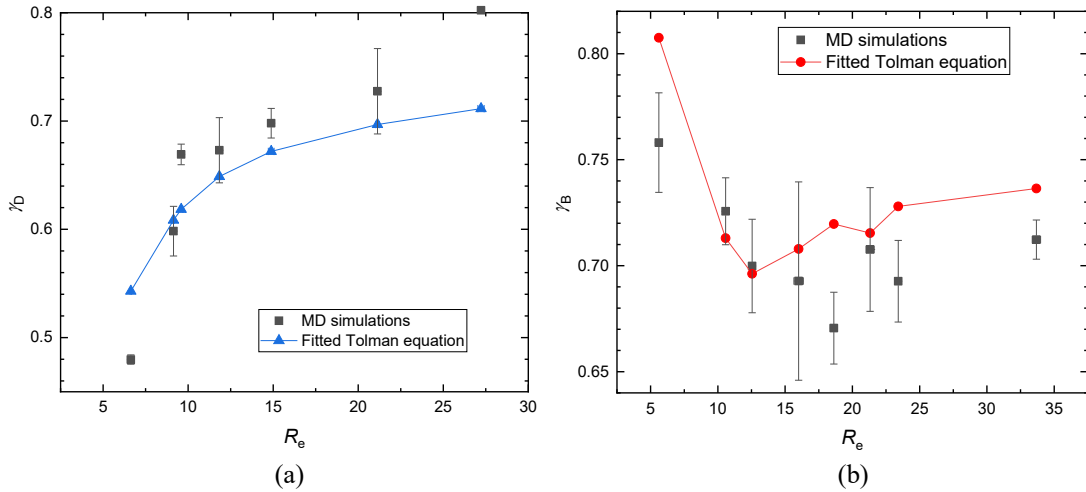 0.8
0.7
0.6
0.5
γD
5 10 15 20 25 30
Re
MD simulations
Fitted Tolman equation
(a)
0.80
0.75
0.70
0.65
γB
5 10 15 20 25 30 35
Re
MD simulations
Fitted Tolman equation
(b)